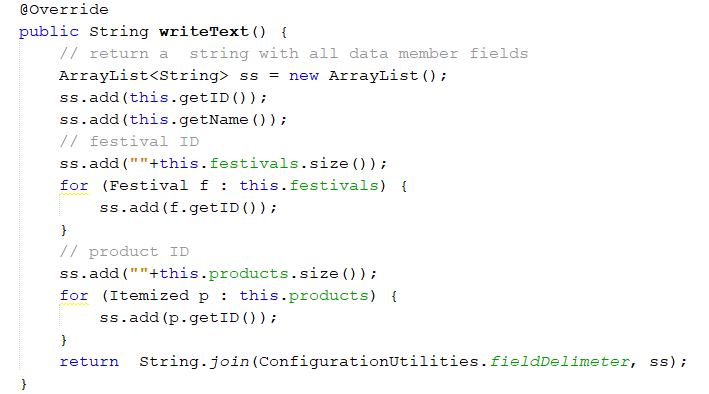 @Override
public String writeText() {
    // return a  string with all data member fields
    ArrayList<String> ss = new ArrayList();
    ss.add(this.getID());
    ss.add(this.getName());
    // festival ID
    ss.add(""+this.festivals.size());
    for (Festival f : this.festivals) {
        ss.add(f.getID());
    }
    // product ID
    ss.add(""+this.products.size());
    for (Itemized p : this.products) {
        ss.add(p.getID());
    }
    return  String.join(ConfigurationUtilities.fieldDelimeter, ss);
}